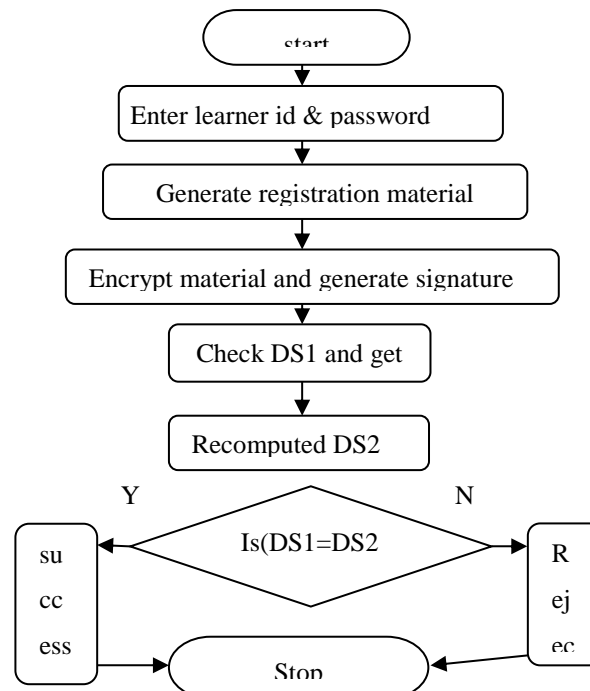 start
Enter learner id & password
Generate registration material
Encrypt material and generate signature
Check DS1 and get
Recomputed DS2
Y
N
Is(DS1=DS2
su
cc
ess
R
ej
ec
Stop